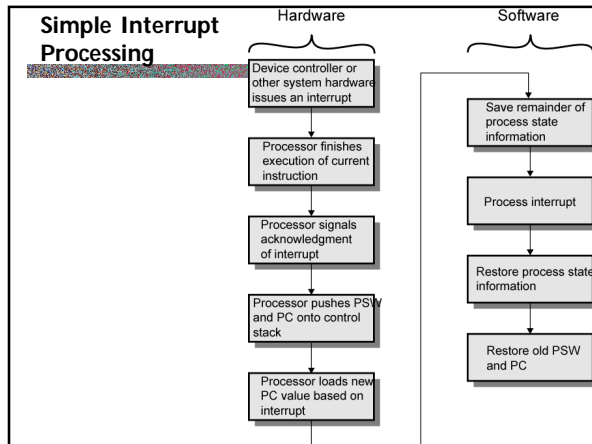 Simple Interrupt
Processing
Hardware
Device controller or
other system hardware
issues an interrupt
Processor finishes
execution of current
instruction
Processor signals
acknowledgment
of interrupt
Processor pushes PSW
and PC onto control
stack
Processor loads new
PC value based on
interrupt
Software
Save remainder of
process state
information
Process interrupt
Restore process state
information
Restore old PSW
and PC